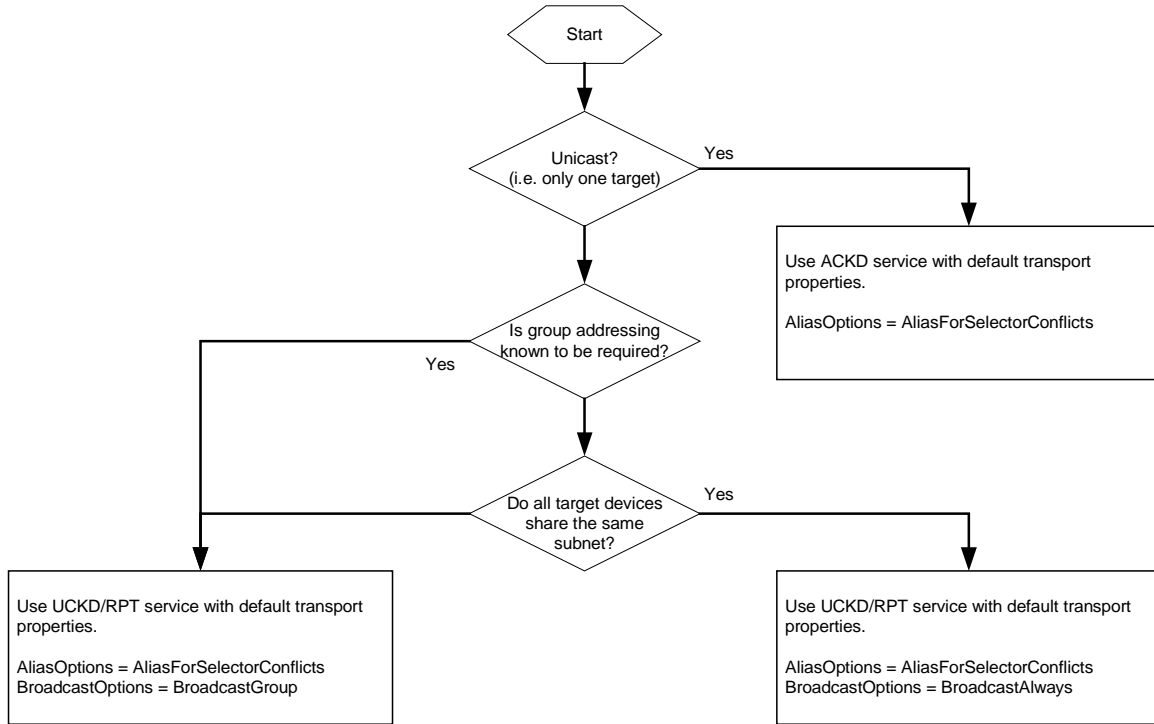 Start
Unicast?
(i.e. only one target)
Yes
Use ACKD service with default transport
properties.
AliasOptions = AliasForSelectorConflicts
Is group addressing
known to be required?
Yes
Do all target devices
share the same
subnet?
Yes
Use UCKD/RPT service with default transport
properties.
AliasOptions = AliasForSelectorConflicts
BroadcastOptions = BroadcastGroup
Use UCKD/RPT service with default transport
properties.
AliasOptions = AliasForSelectorConflicts
BroadcastOptions = BroadcastAlways